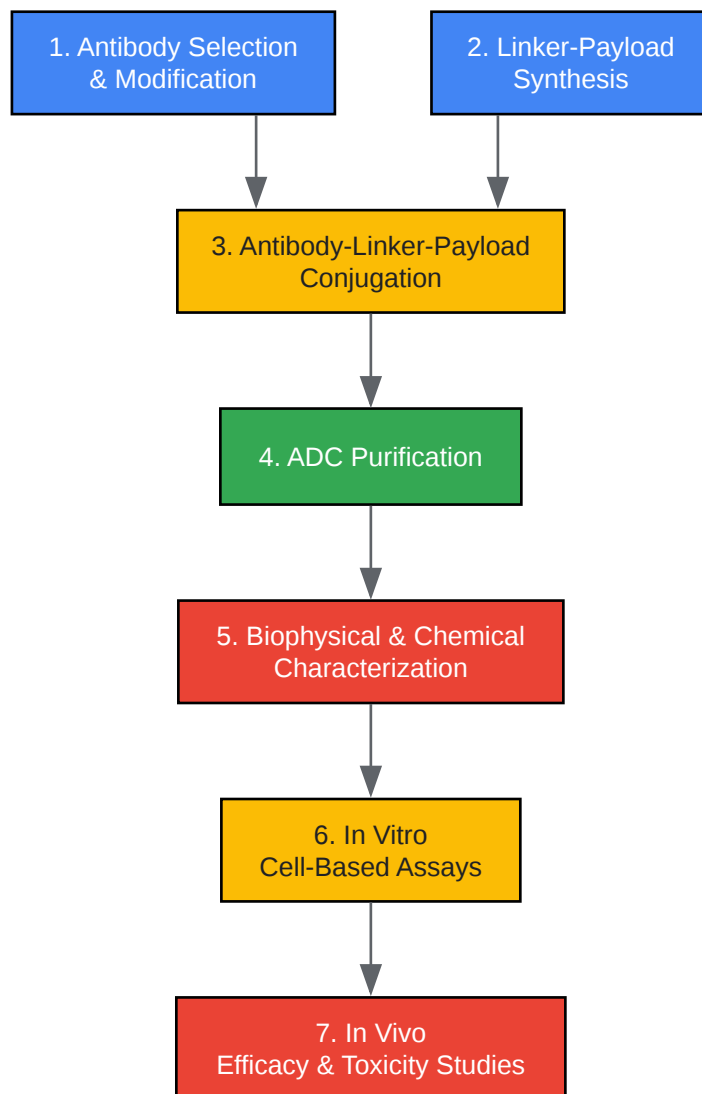 1. Antibody Selection
& Modification
2. Linker-Payload
Synthesis
3. Antibody-Linker-Payload
Conjugation
4. ADC Purification
5. Biophysical & Chemical
Characterization
6. In Vitro
Cell-Based Assays
7. In Vivo
Efficacy & Toxicity Studies